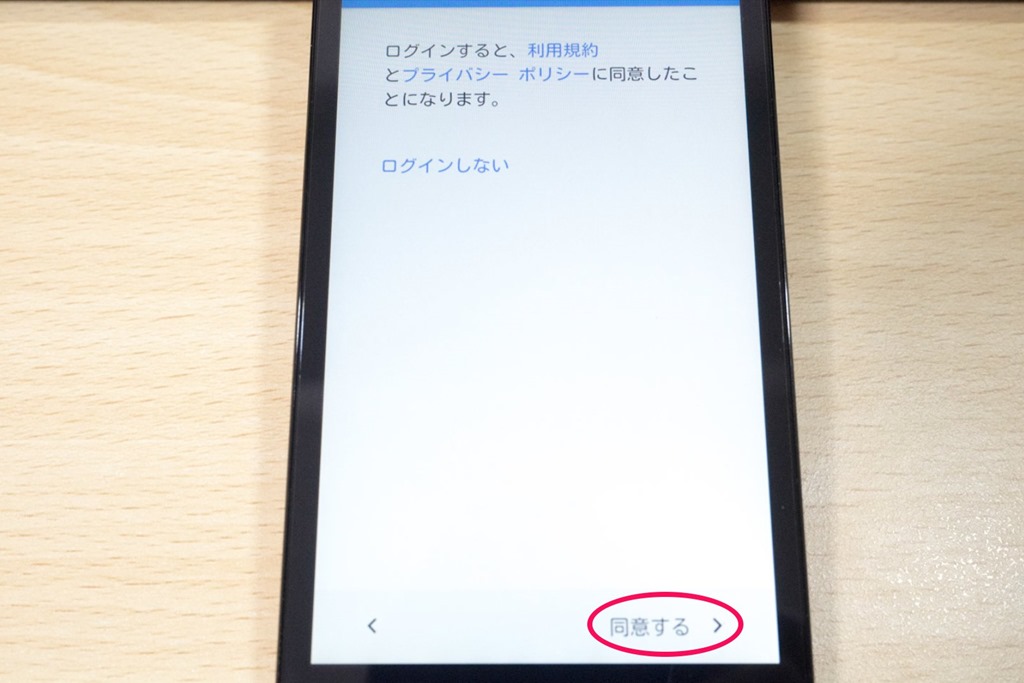 ログインすると、利用規約
とプライバシー ポリシーに同意したこ
とになります。
ログインしない
< 同意する >